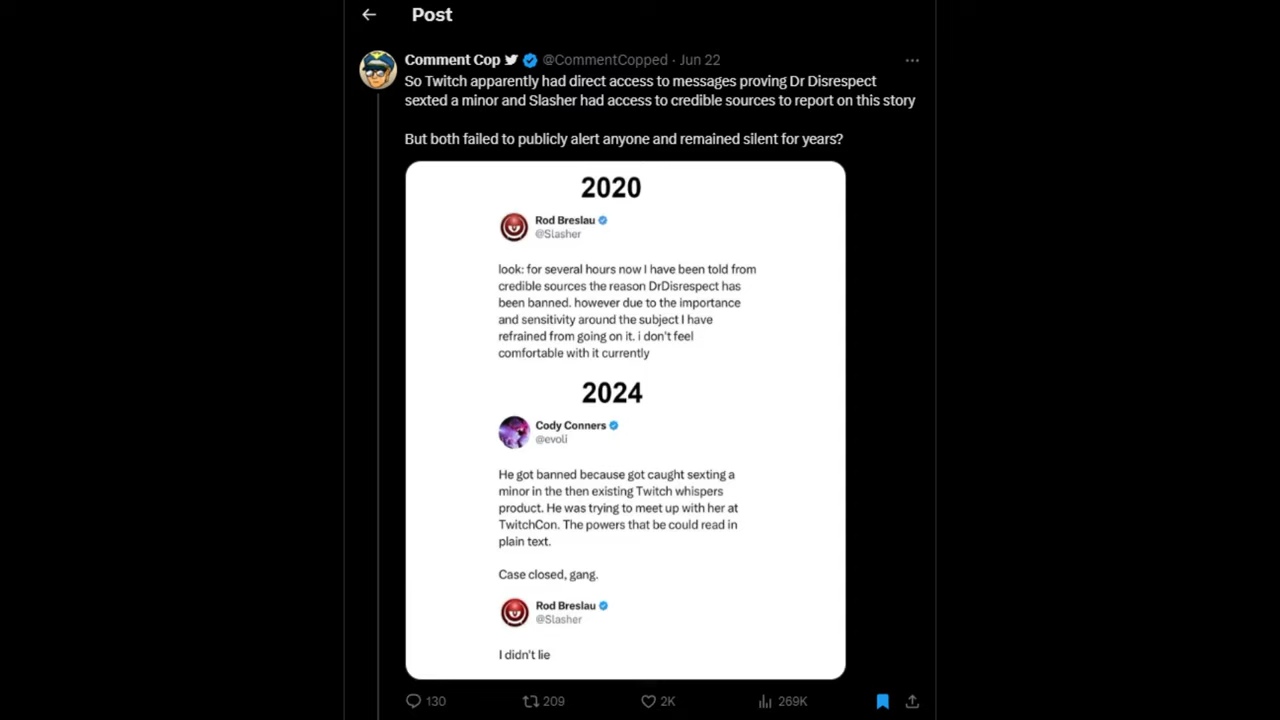 Post
Comment Cop @CommentCopped · Jun 22
So Twitch apparently had direct access to messages proving Dr Disrespect
sexted a minor and Slasher had access to credible sources to report on this story
But both failed to publicly alert anyone and remained silent for years?
2020
Rod Breslau
@Slasher
look: for several hours now I have been told from
credible sources the reason DrDisrespect has
been banned. however due to the importance
and sensitivity around the subject I have
refrained from going on it. i don't feel
comfortable with it currently
2024
Cody Conners
@evoli
He got banned because got caught sexting a
minor in the then existing Twitch whispers
product. He was trying to meet up with her at
TwitchCon. The powers that be could read in
plain text.
Case closed, gang.
Rod Breslau
@Slasher
I didn't lie
130 209 2K 269K